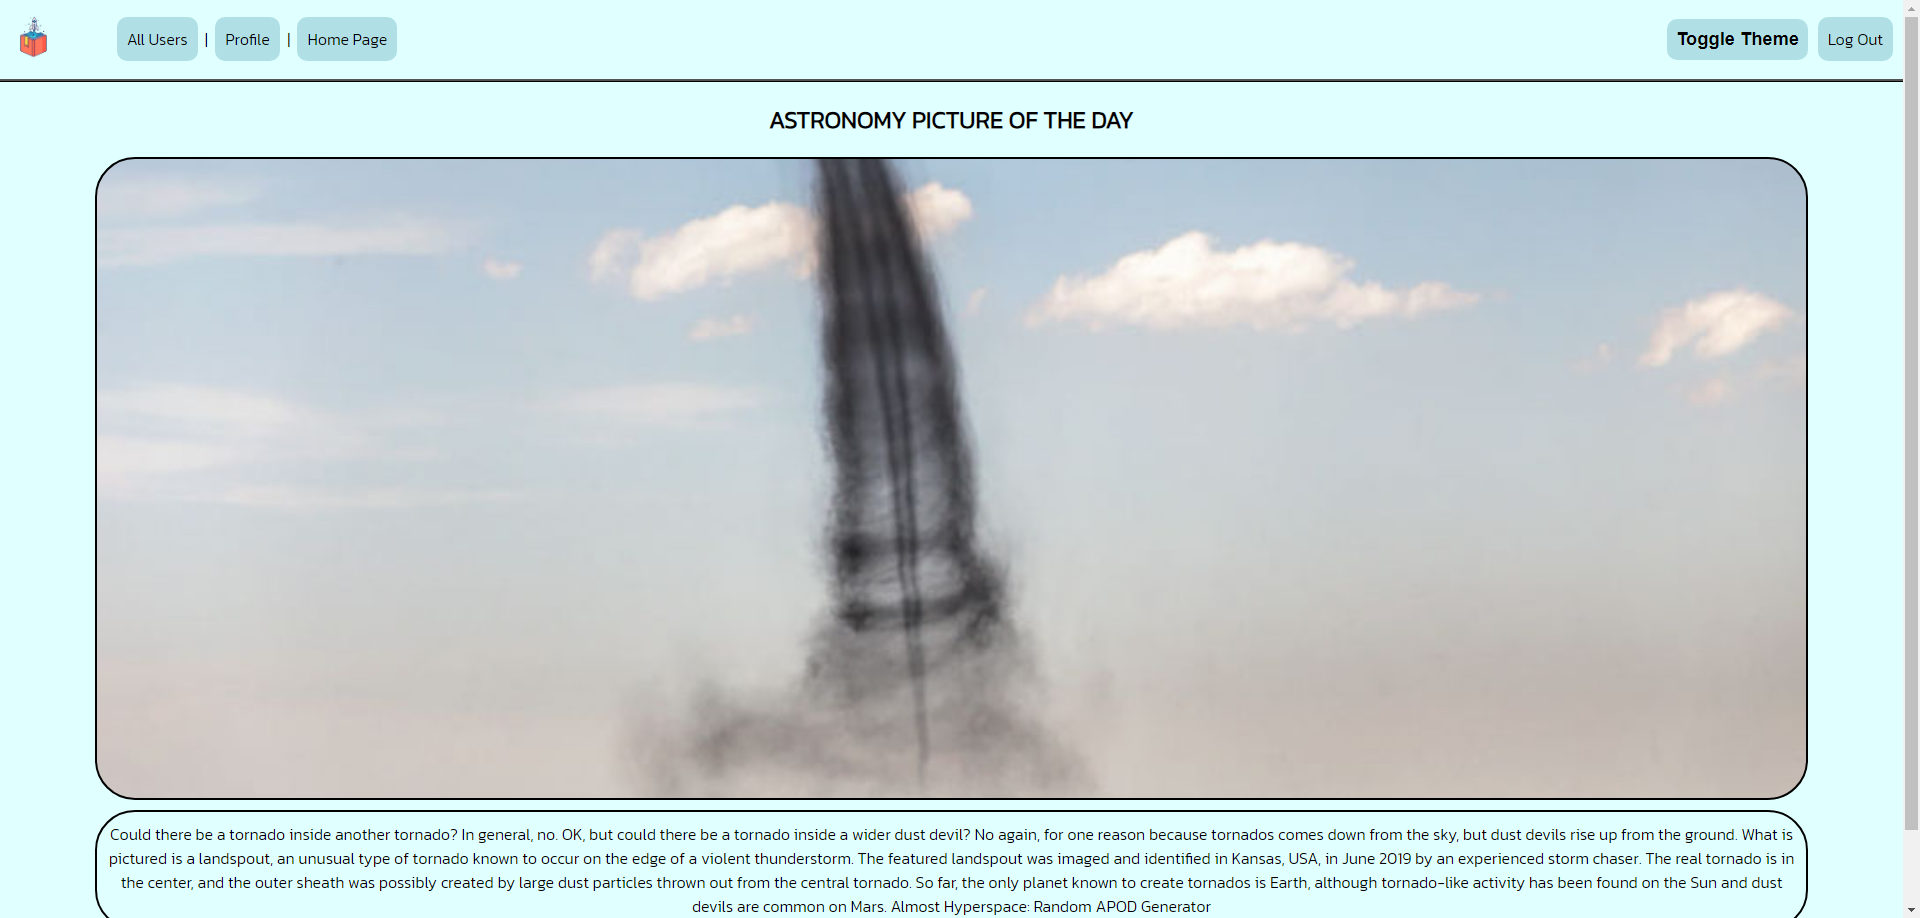 All Users | Profile | Home Page
Toggle Theme Log Out
ASTRONOMY PICTURE OF THE DAY
Could there be a tornado inside another tornado? In general, no. OK, but could there be a tornado inside a wider dust devil? No again, for one reason because tornados comes down from the sky, but dust devils rise up from the ground. What is
pictured is a landspout, an unusual type of tornado known to occur on the edge of a violent thunderstorm. The featured landspout was imaged and identified in Kansas, USA, in June 2019 by an experienced storm chaser. The real tornado is in
the center, and the outer sheath was possibly created by large dust particles thrown out from the central tornado. So far, the only planet known to create tornados is Earth, although tornado-like activity has been found on the Sun and dust
devils are common on Mars. Almost Hyperspace: Random APOD Generator